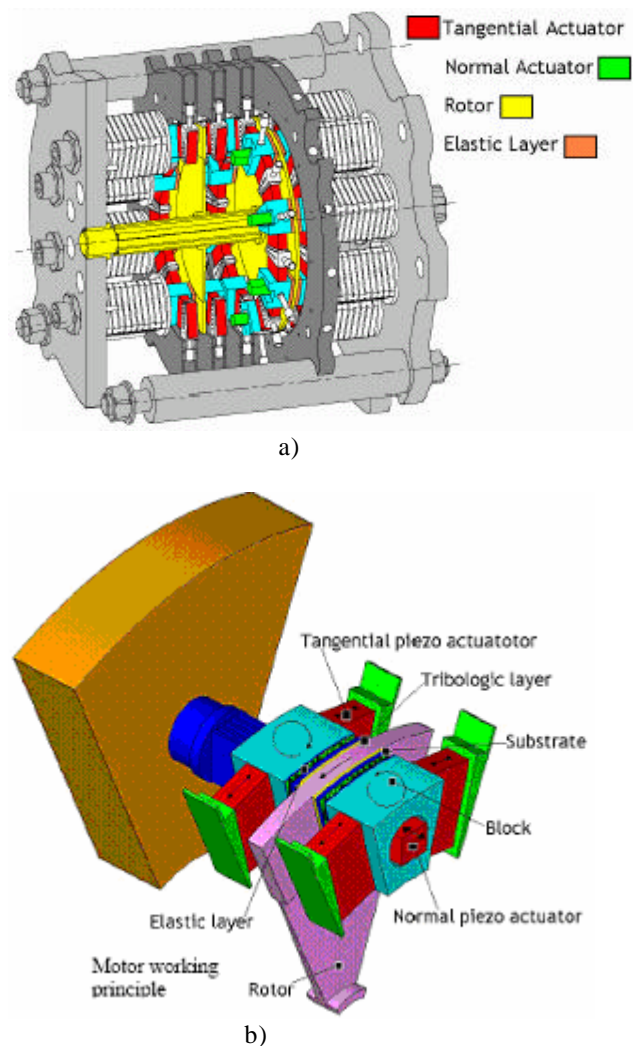 Tangential Actuator
Normal Actuator
Rotor
Elastic Layer
a)
Tangential piezo actuatotor
Tribologic layer
Substrate
Block
Elastic layer
Normal piezo actuator
Motor working
principle
Rotor
b)